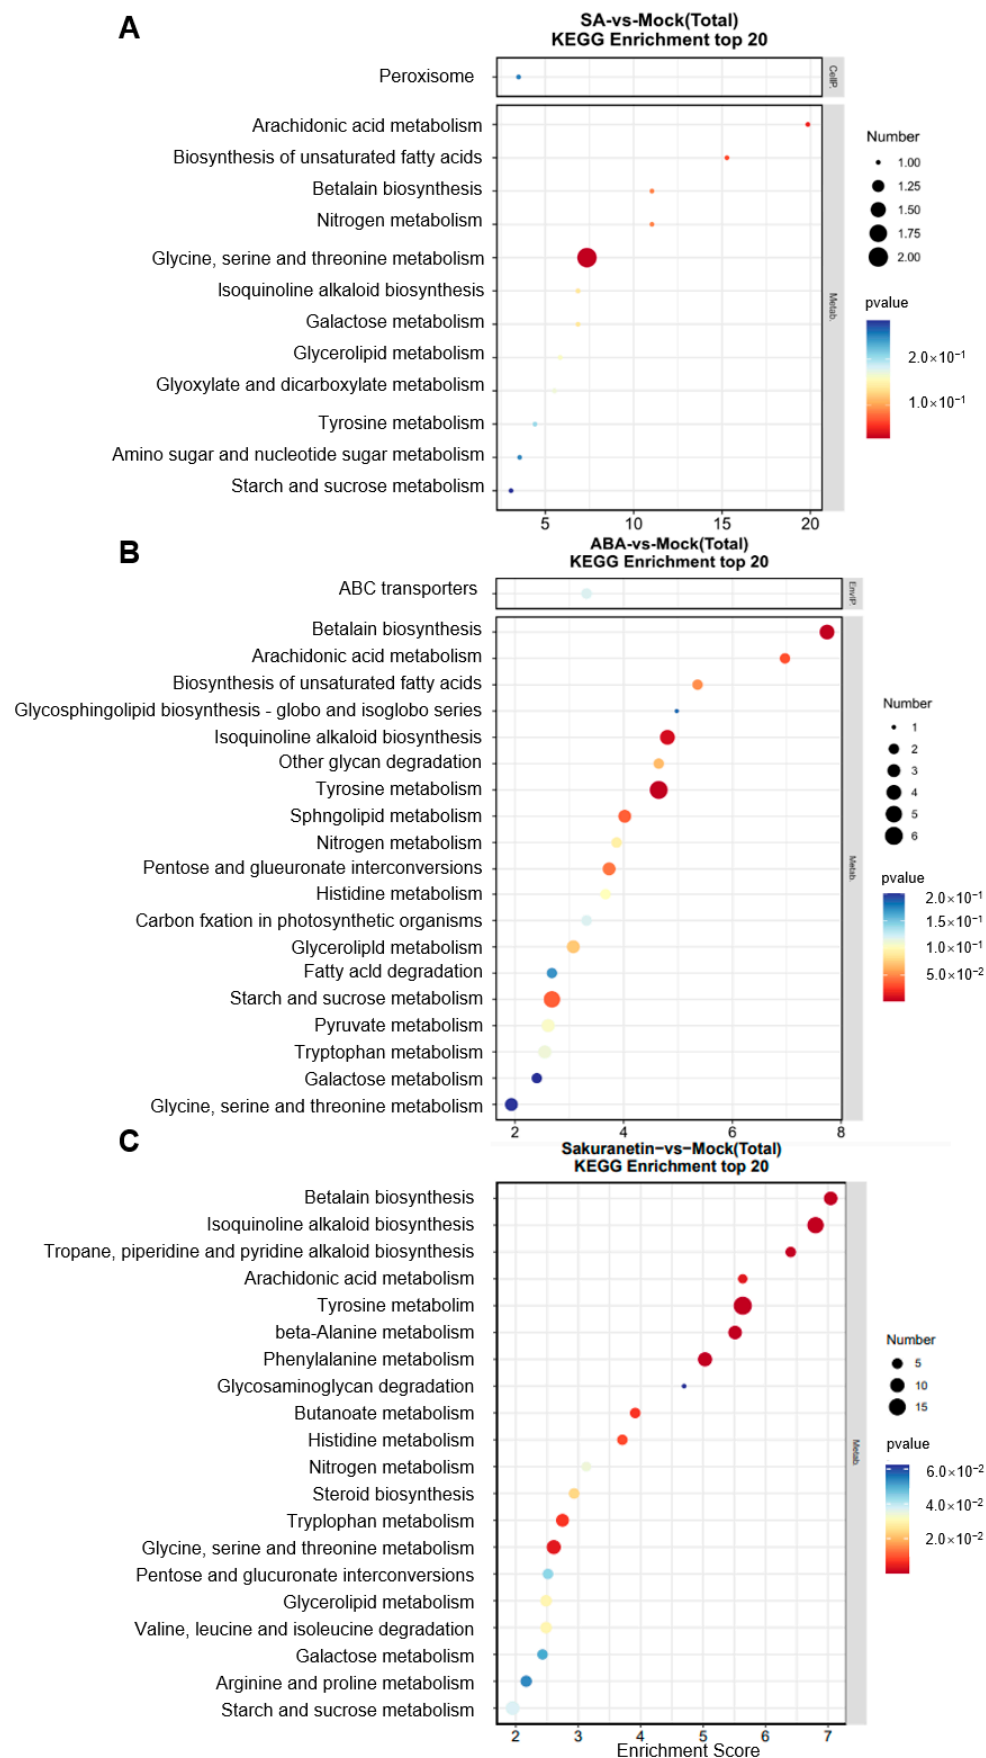 A
SA-vs-Mock(Total)
KEGG Enrichment top 20
Peroxisome
CellP.
Arachidonic acid metabolism
Biosynthesis of unsaturated fatty acids
Betalain biosynthesis
Nitrogen metabolism
Glycine, serine and threonine metabolism
Isoquinoline alkaloid biosynthesis
Galactose metabolism
Glycerolipid metabolism
Glyoxylate and dicarboxylate metabolism
Tyrosine metabolism
Amino sugar and nucleotide sugar metabolism
Starch and sucrose metabolism
Metab.
5 10 15 20
Number
1.00
1.25
1.50
1.75
2.00
pvalue
2.0×10⁻¹
1.0×10⁻¹
B
ABA-vs-Mock(Total)
KEGG Enrichment top 20
ABC transporters
EnvIP.
Betalain biosynthesis
Arachidonic acid metabolism
Biosynthesis of unsaturated fatty acids
Glycosphingolipid biosynthesis - globo and isoglobo series
Isoquinoline alkaloid biosynthesis
Other glycan degradation
Tyrosine metabolism
Sphngolipid metabolism
Nitrogen metabolism
Pentose and glueuronate interconversions
Histidine metabolism
Carbon fxation in photosynthetic organisms
Glycerolipld metabolism
Fatty acld degradation
Starch and sucrose metabolism
Pyruvate metabolism
Tryptophan metabolism
Galactose metabolism
Glycine, serine and threonine metabolism
Metab.
2 4 6 8
Number
1
2
3
4
5
6
pvalue
2.0×10⁻¹
1.5×10⁻¹
1.0×10⁻¹
5.0×10⁻²
C
Sakuranetin−vs−Mock(Total)
KEGG Enrichment top 20
Betalain biosynthesis
Isoquinoline alkaloid biosynthesis
Tropane, piperidine and pyridine alkaloid biosynthesis
Arachidonic acid metabolism
Tyrosine metabolim
beta-Alanine metabolism
Phenylalanine metabolism
Glycosaminoglycan degradation
Butanoate metabolism
Histidine metabolism
Nitrogen metabolism
Steroid biosynthesis
Tryplophan metabolism
Glycine, serine and threonine metabolism
Pentose and glucuronate interconversions
Glycerolipid metabolism
Valine, leucine and isoleucine degradation
Galactose metabolism
Arginine and proline metabolism
Starch and sucrose metabolism
Metab.
2 3 4 5 6 7
Enrichment Score
Number
5
10
15
pvalue
6.0×10⁻²
4.0×10⁻²
2.0×10⁻²